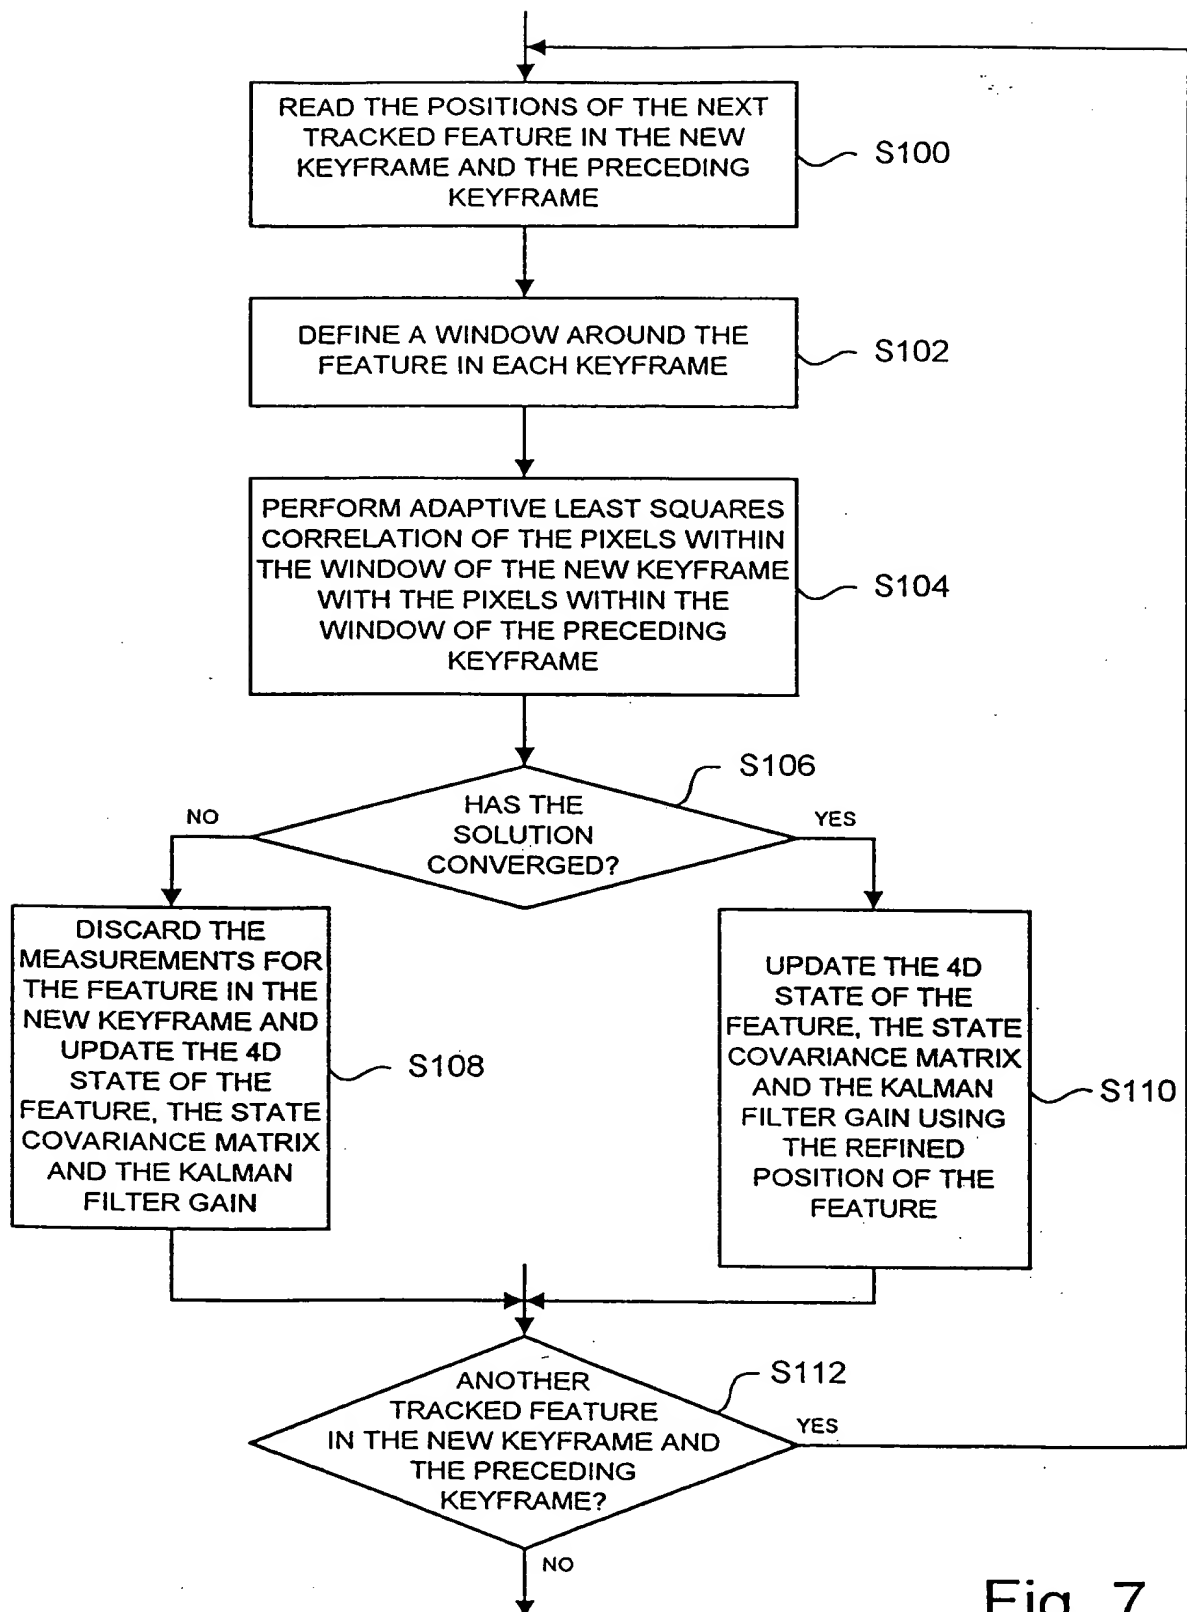 READ THE POSITIONS OF THE NEXT
TRACKED FEATURE IN THE NEW
KEYFRAME AND THE PRECEDING
KEYFRAME
S100
DEFINE A WINDOW AROUND THE
FEATURE IN EACH KEYFRAME
S102
PERFORM ADAPTIVE LEAST SQUARES
CORRELATION OF THE PIXELS WITHIN
THE WINDOW OF THE NEW KEYFRAME
WITH THE PIXELS WITHIN THE
WINDOW OF THE PRECEDING
KEYFRAME
S104
S106
HAS THE
SOLUTION
CONVERGED?
NO
YES
DISCARD THE
MEASUREMENTS FOR
THE FEATURE IN THE
NEW KEYFRAME AND
UPDATE THE 4D
STATE OF THE
FEATURE, THE STATE
COVARIANCE MATRIX
AND THE KALMAN
FILTER GAIN
S108
UPDATE THE 4D
STATE OF THE
FEATURE, THE STATE
COVARIANCE MATRIX
AND THE KALMAN
FILTER GAIN USING
THE REFINED
POSITION OF THE
FEATURE
S110
S112
ANOTHER
TRACKED FEATURE
IN THE NEW KEYFRAME AND
THE PRECEDING
KEYFRAME?
YES
NO
Fig. 7